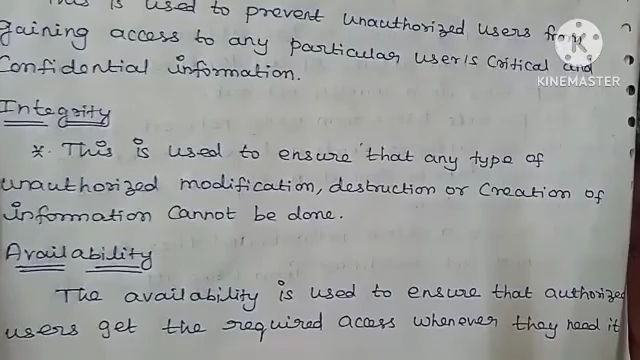 This is used to prevent unauthorized users from
gaining access to any particular user/s critical and
Confidential information.
KINEMASTER
Integrity
* This is used to ensure that any type of
unauthorized modification, destruction or Creation of
information Cannot be done.
Availability
The availability is used to ensure that authorized
users get the required access whenever they need it